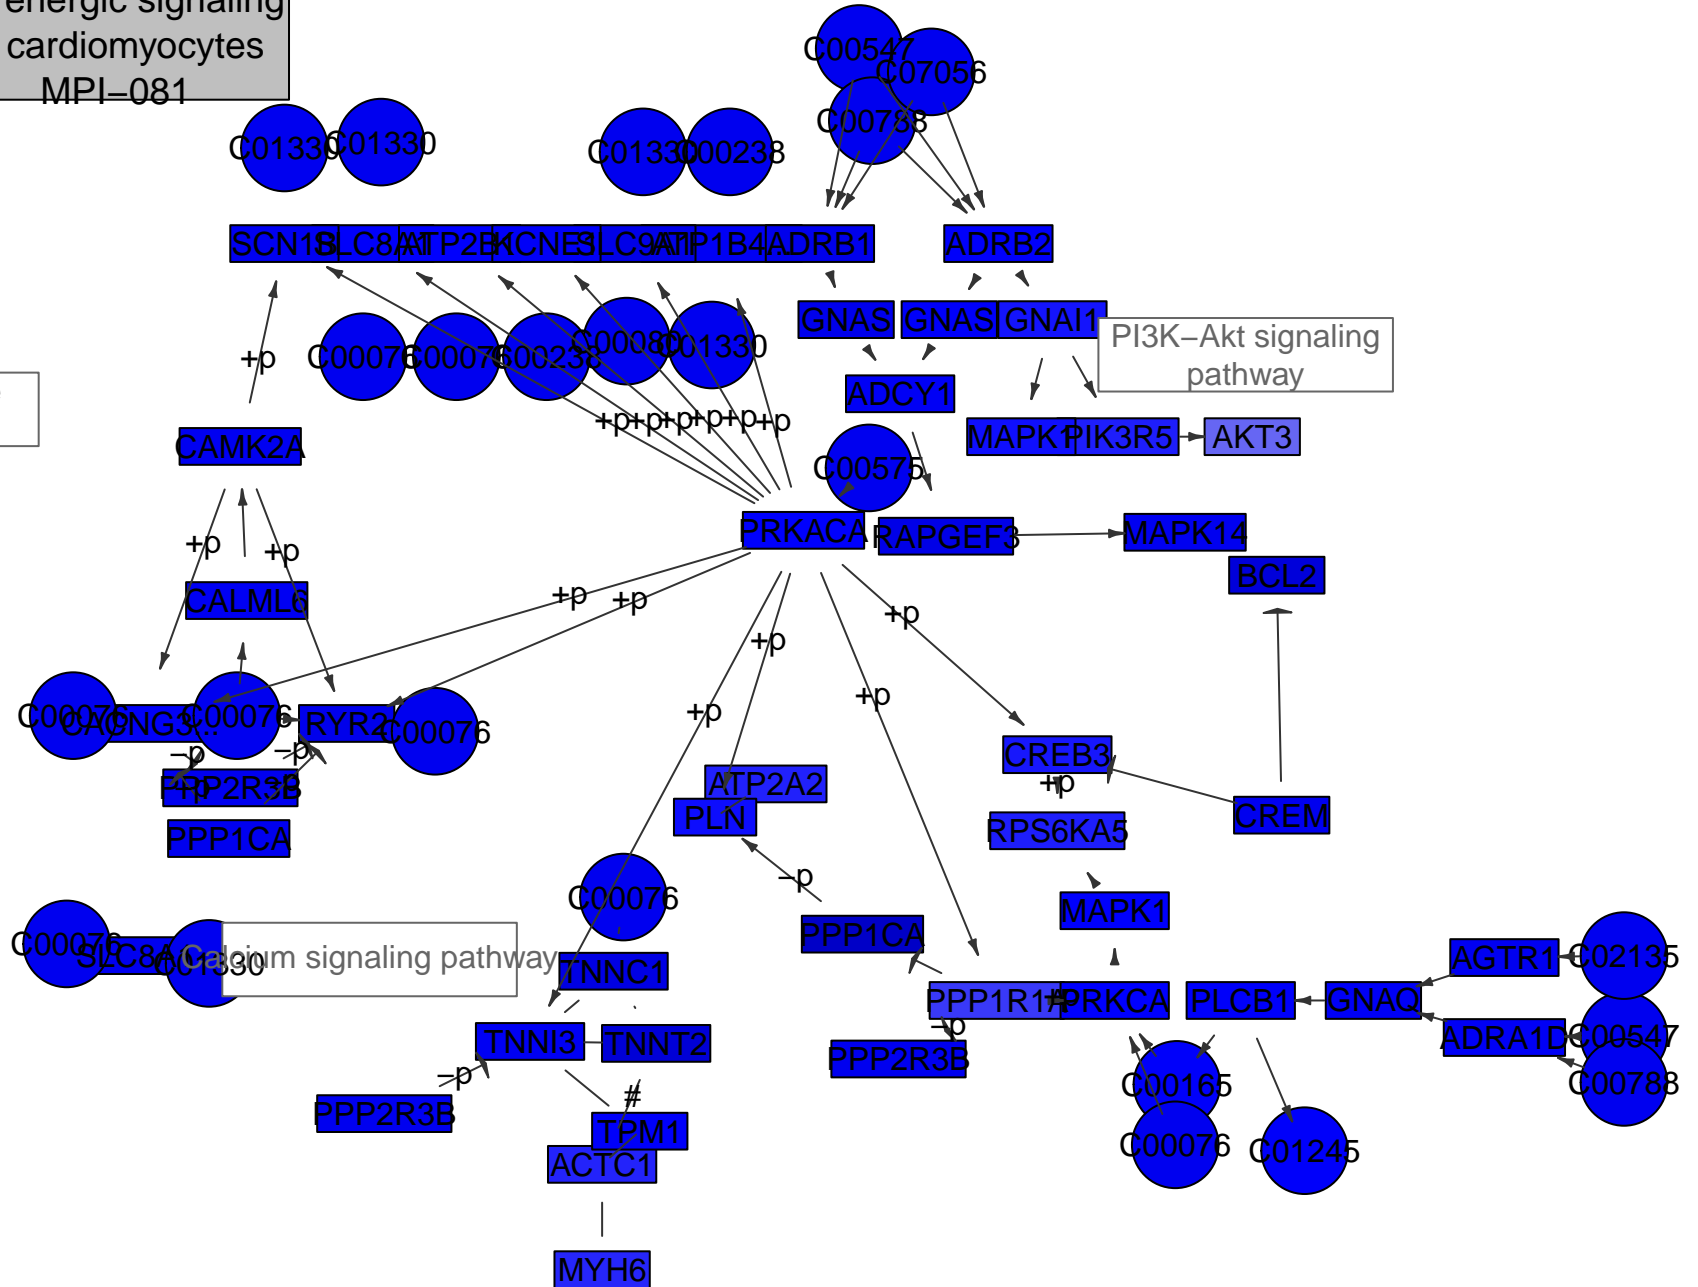 energic signaling
cardiomyocytes
MPI−081
C00547
C07056
C00788
C01330
C01330
C01330
C00238
SCN1B
SLC8A1
ATP2B1
KCNE1
SLC9A1
ATP1B4...
ADRB1
ADRB2
GNAS
GNAS
GNAI1
PI3K−Akt signaling
pathway
C00076
C00076
C00238
C00080
C01330
+p
ADCY1
+p
+p
+p
+p
+p
+p
MAPK1
PIK3R5
AKT3
CAMK2A
C00575
PRKACA
RAPGEF3
MAPK14
+p
+p
BCL2
CALML6
+p
+p
+p
+p
+p
+p
C00076
CACNG3...
C00076
RYR2
C00076
−p
−p
CREB3
+p
PPP2R3B
+p
−p
ATP2A2
PLN
RPS6KA5
CREM
PPP1CA
−p
C00076
MAPK1
PPP1CA
C00076
SLC8A1
C01330
Calcium signaling pathway
TNNC1
AGTR1
C02135
PPP1R1A
PRKCA
PLCB1
GNAQ
−p
TNNI3
TNNT2
ADRA1D
C00547
PPP2R3B
−p
C00165
C00788
#
PPP2R3B
TPM1
C00076
C01245
ACTC1
MYH6